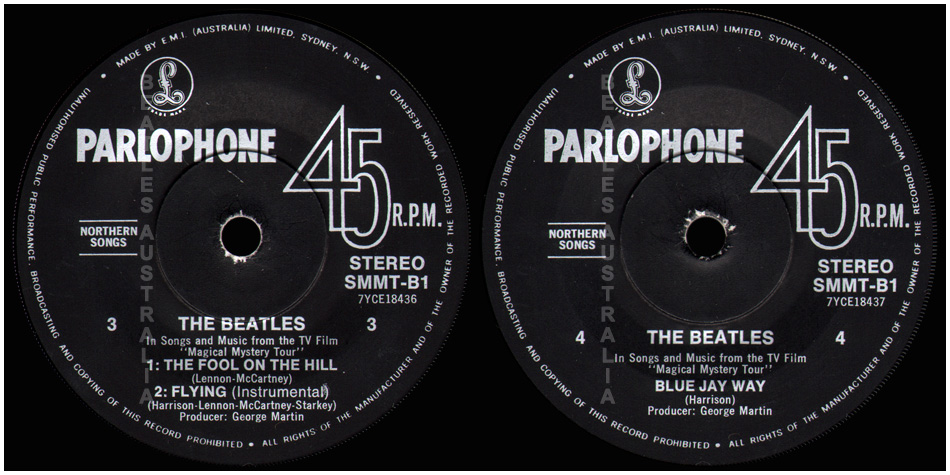 MADE BY E.M.I. (AUSTRALIA) LIMITED, SYDNEY, N.S.W.
UNAUTHORISED PUBLIC PERFORMANCE, BROADCASTING AND COPYING OF THIS RECORD PROHIBITED • ALL RIGHTS OF THE MANUFACTURER AND OF THE OWNER OF THE RECORDED WORK RESERVED
£
TRADE MARK
PARLOPHONE
45 R.P.M.
NORTHERN
SONGS
STEREO
SMMT-B1
7YCE18436
3 THE BEATLES 3
In Songs and Music from the TV Film
"Magical Mystery Tour"
1: THE FOOL ON THE HILL
(Lennon-McCartney)
2: FLYING (Instrumental)
(Harrison-Lennon-McCartney-Starkey)
Producer: George Martin
BEATLES AUSTRALIA
MADE BY E.M.I. (AUSTRALIA) LIMITED, SYDNEY, N.S.W.
UNAUTHORISED PUBLIC PERFORMANCE, BROADCASTING AND COPYING OF THIS RECORD PROHIBITED • ALL RIGHTS OF THE MANUFACTURER AND OF THE OWNER OF THE RECORDED WORK RESERVED
£
TRADE MARK
PARLOPHONE
45 R.P.M.
NORTHERN
SONGS
STEREO
SMMT-B1
7YCE18437
4 THE BEATLES 4
In Songs and Music from the TV Film
"Magical Mystery Tour"
BLUE JAY WAY
(Harrison)
Producer: George Martin
BEATLES AUSTRALIA